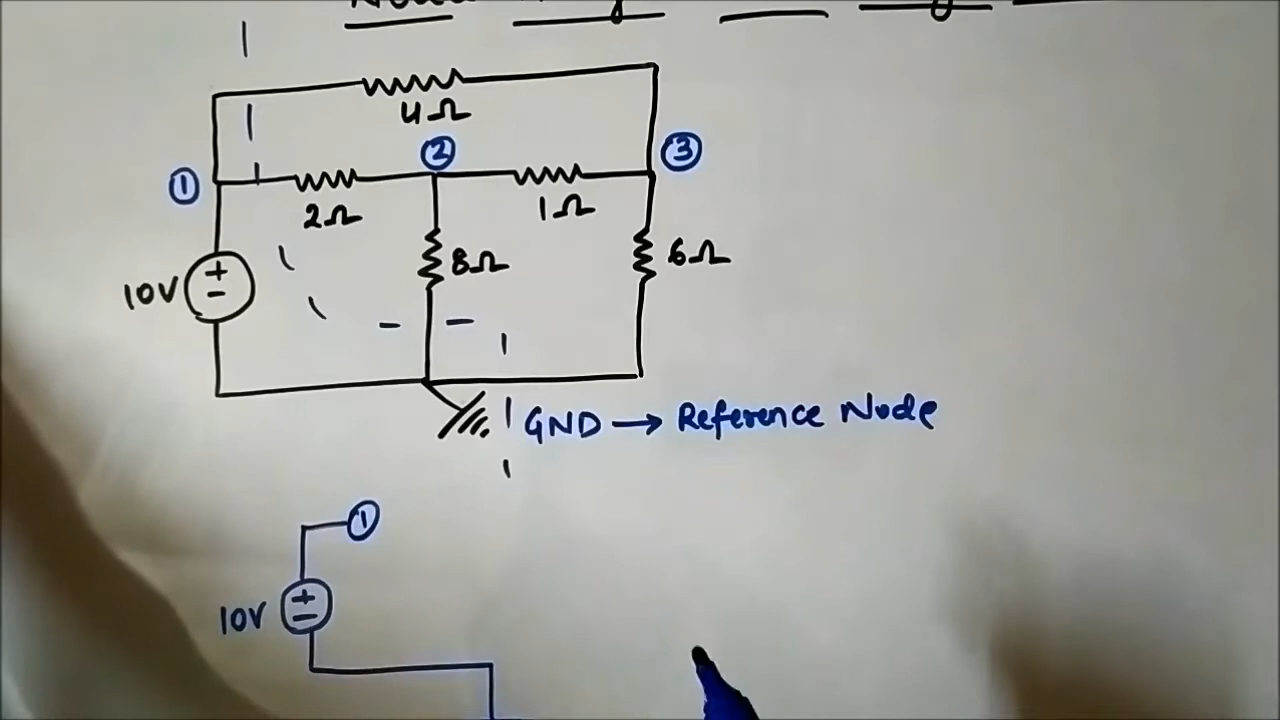 4Ω
① ② ③
2Ω 1Ω
10V + - 8Ω 6Ω
GND → Reference Node
①
10V + -